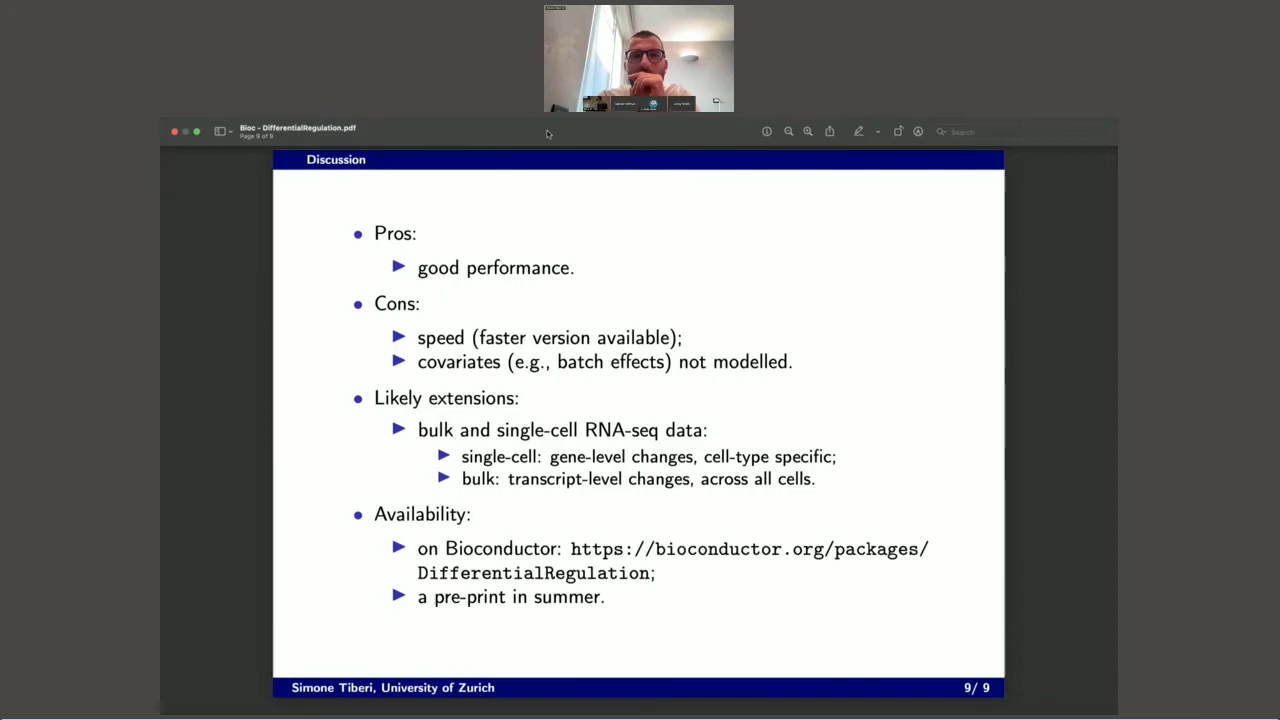 Bioc - DifferentialRegulation.pdf
Page 9 of 9
Search
Discussion
Pros:
good performance.
Cons:
speed (faster version available);
covariates (e.g., batch effects) not modelled.
Likely extensions:
bulk and single-cell RNA-seq data:
single-cell: gene-level changes, cell-type specific;
bulk: transcript-level changes, across all cells.
Availability:
on Bioconductor: https://bioconductor.org/packages/
DifferentialRegulation;
a pre-print in summer.
Simone Tiberi, University of Zurich
9/ 9